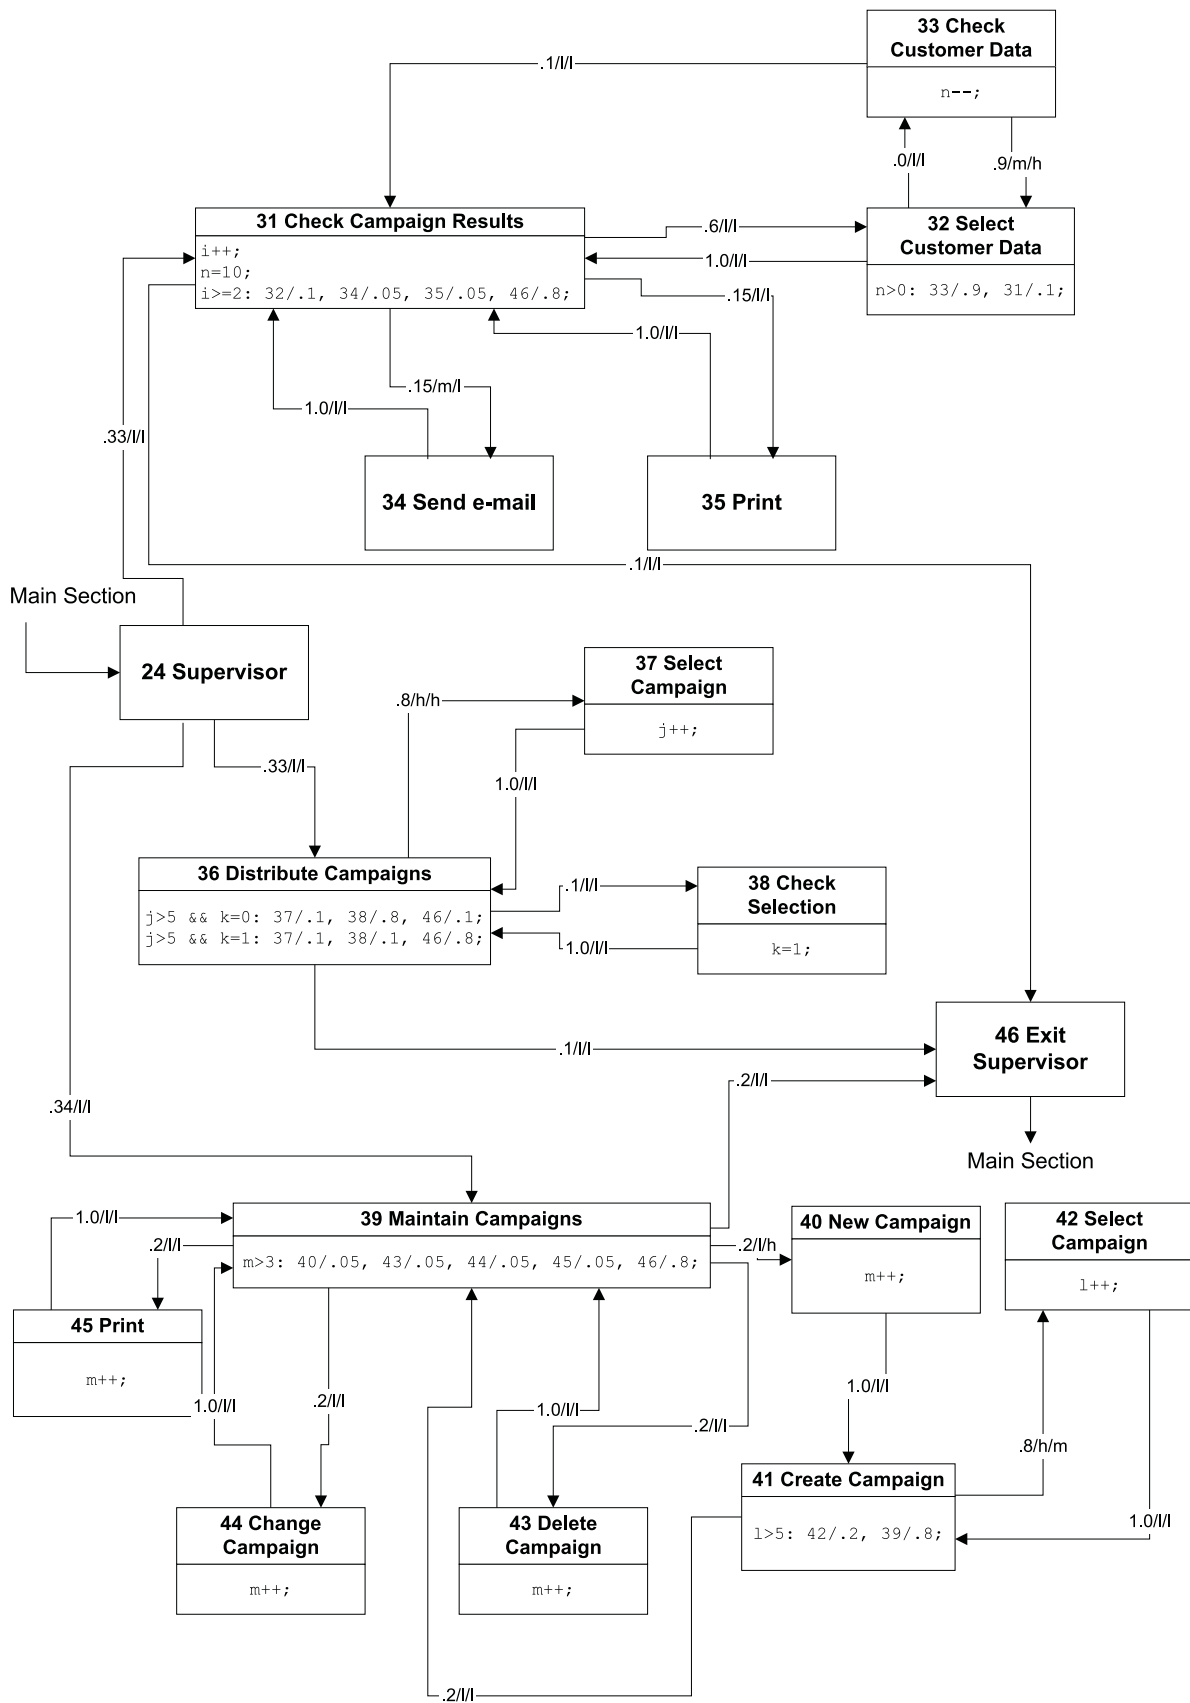 33 Check
Customer Data
n--;
.1/l/l
.0/l/l
.9/m/h
31 Check Campaign Results
i++;
n=10;
i>=2: 32/.1, 34/.05, 35/.05, 46/.8;
.6/l/l
1.0/l/l
32 Select
Customer Data
n>0: 33/.9, 31/.1;
.15/l/l
1.0/l/l
.15/m/l
1.0/l/l
.33/l/l
34 Send e-mail
35 Print
.1/l/l
Main Section
24 Supervisor
37 Select
Campaign
j++;
.8/h/h
.33/l/l
1.0/l/l
36 Distribute Campaigns
j>5 && k=0: 37/.1, 38/.8, 46/.1;
j>5 && k=1: 37/.1, 38/.1, 46/.8;
.1/l/l
1.0/l/l
38 Check
Selection
k=1;
.1/l/l
46 Exit
Supervisor
.2/l/l
.34/l/l
Main Section
1.0/l/l
39 Maintain Campaigns
m>3: 40/.05, 43/.05, 44/.05, 45/.05, 46/.8;
.2/l/l
.2/l/h
40 New Campaign
m++;
42 Select
Campaign
l++;
45 Print
m++;
1.0/l/l
.2/l/l
1.0/l/l
.2/l/l
1.0/l/l
.8/h/m
41 Create Campaign
l>5: 42/.2, 39/.8;
1.0/l/l
44 Change
Campaign
m++;
43 Delete
Campaign
m++;
.2/l/l